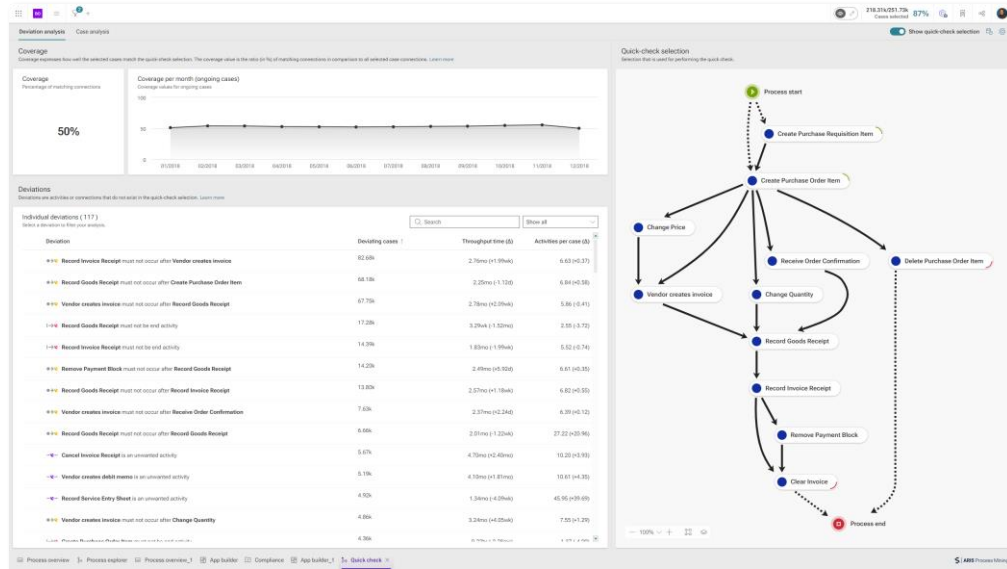 218.31k/251.73k
Cases selected
87%
Deviation analysis
Case analysis
Show quick-check selection
Coverage
Coverage expresses how well the selected cases match the quick-check selection. The coverage value is the ratio (in %) of matching connections in comparison to all selected case connections. Learn more
Coverage
Percentage of matching connections
50%
Coverage per month (ongoing cases)
Coverage values for ongoing cases
100
50
0
01/2018 02/2018 03/2018 04/2018 05/2018 06/2018 07/2018 08/2018 09/2018 10/2018 11/2018 12/2018
Deviations
Deviations are activities or connections that do not exist in the quick-check selection. Learn more
Individual deviations ( 117 )
Select a deviation to filter your analysis.
Search
Show all
Deviation Deviating cases Throughput time (Δ) Activities per case (Δ)
Record Invoice Receipt must not occur after Vendor creates invoice 82.68k 2.76mo (+1.99wk) 6.63 (+0.37)
Record Goods Receipt must not occur after Create Purchase Order Item 68.18k 2.25mo (-1.12d) 6.84 (+0.58)
Vendor creates invoice must not occur after Record Goods Receipt 67.75k 2.78mo (+2.09wk) 5.86 (-0.41)
Record Goods Receipt must not be end activity 17.28k 3.29wk (-1.52mo) 2.55 (-3.72)
Record Invoice Receipt must not be end activity 14.39k 1.83mo (-1.99wk) 5.52 (-0.74)
Remove Payment Block must not occur after Record Goods Receipt 14.20k 2.49mo (+5.92d) 6.61 (+0.35)
Record Goods Receipt must not occur after Record Invoice Receipt 13.80k 2.57mo (+1.18wk) 6.82 (+0.55)
Vendor creates invoice must not occur after Receive Order Confirmation 7.63k 2.37mo (+2.24d) 6.39 (+0.12)
Record Goods Receipt must not occur after Record Goods Receipt 6.66k 2.01mo (-1.22wk) 27.22 (+20.96)
Cancel Invoice Receipt is an unwanted activity 5.67k 4.75mo (+2.45mo) 10.20 (+3.93)
Vendor creates debit memo is an unwanted activity 5.19k 4.10mo (+1.81mo) 10.61 (+4.35)
Record Service Entry Sheet is an unwanted activity 4.92k 1.34mo (-4.09wk) 45.95 (+39.69)
Vendor creates invoice must not occur after Change Quantity 4.86k 3.24mo (+4.05wk) 7.55 (+1.29)
4.36k
Quick-check selection
Selection that is used for performing the quick-check.
Process start
Create Purchase Requisition Item
Create Purchase Order Item
Change Price
Receive Order Confirmation
Delete Purchase Order Item
Vendor creates invoice
Change Quantity
Record Goods Receipt
Record Invoice Receipt
Remove Payment Block
Clear Invoice
Process end
100%
Process overview Process explorer Process overview_1 App builder Compliance App builder_1 Quick check
ARIS Process Mining